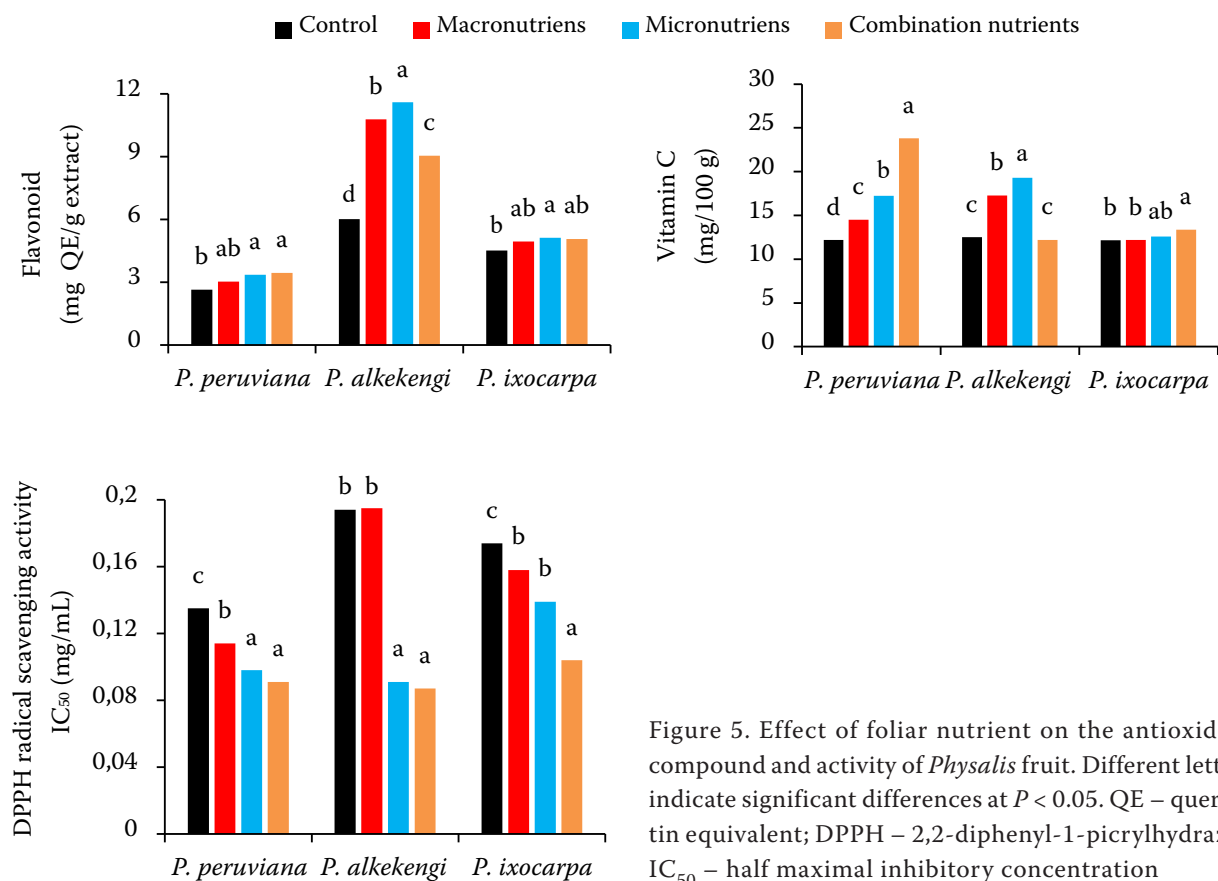 Control Macronutriens Micronutriens Combination nutrients
Flavonoid
(mg QE/g extract)
12
9
6
3
0
b ab a a
d b a c
b ab a ab
P. peruviana P. alkekengi P. ixocarpa
Vitamin C
(mg/100 g)
30
25
20
15
10
5
0
d c b a
c b a c
b b ab a
P. peruviana P. alkekengi P. ixocarpa
DPPH radical scavenging activity
IC₅₀ (mg/mL)
0,2
0,16
0,12
0,08
0,04
0
c b a a
b b a a
c b b a
P. peruviana P. alkekengi P. ixocarpa
Figure 5. Effect of foliar nutrient on the antioxid
compound and activity of Physalis fruit. Different lett
indicate significant differences at P < 0.05. QE – quer
tin equivalent; DPPH – 2,2-diphenyl-1-picrylhydraz
IC₅₀ – half maximal inhibitory concentration